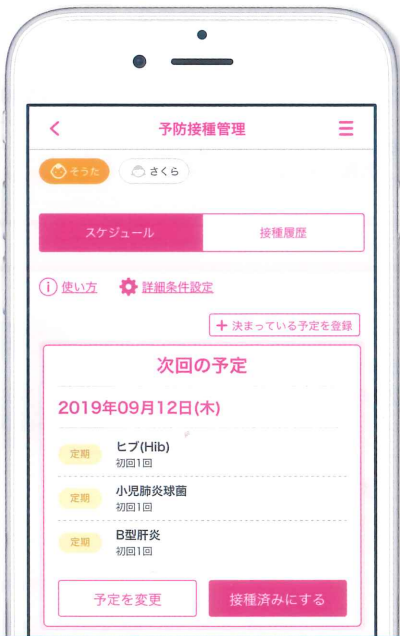 予防接種管理
そうた さくら
スケジュール 接種履歴
使い方 詳細条件設定
+ 決まっている予定を登録
次回の予定
2019年09月12日(木)
定期 ヒブ(Hib)
初回1回
定期 小児肺炎球菌
初回1回
定期 B型肝炎
初回1回
予定を変更 接種済みにする